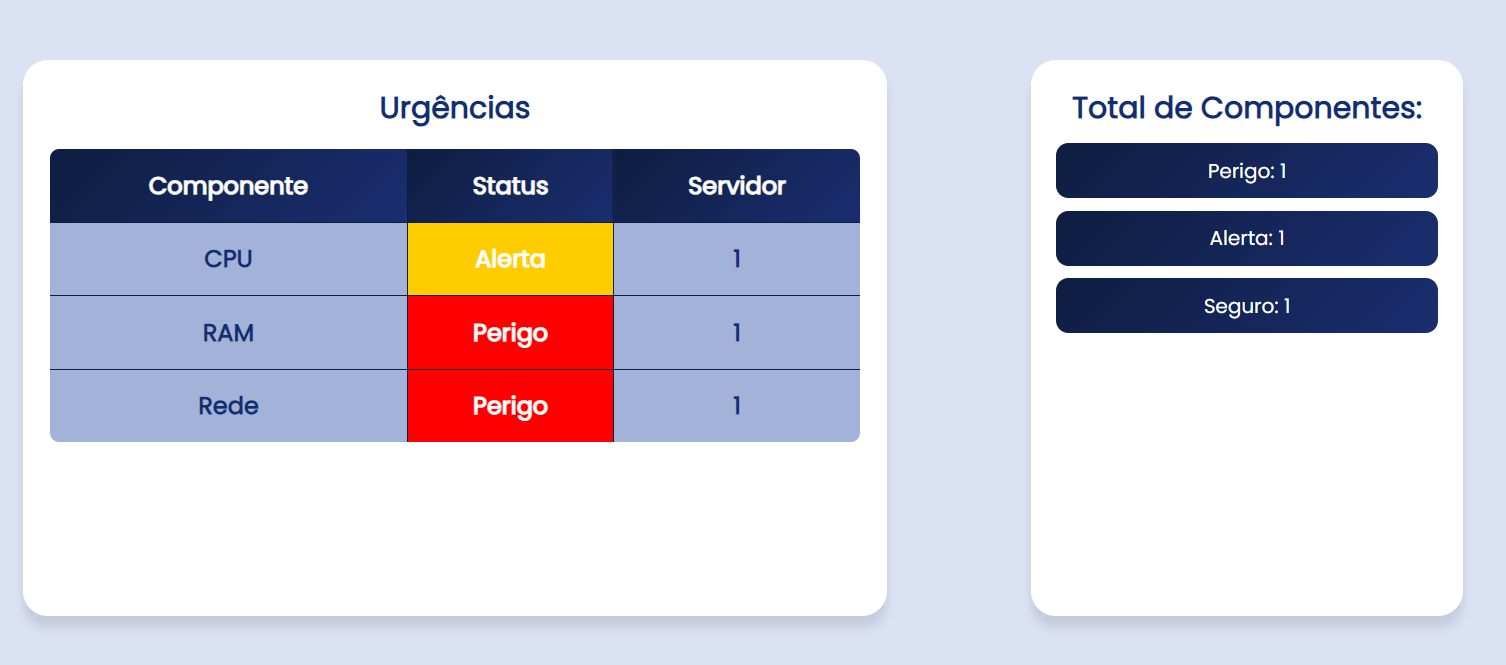 Urgências
Componente Status Servidor
CPU Alerta 1
RAM Perigo 1
Rede Perigo 1
Total de Componentes:
Perigo: 1
Alerta: 1
Seguro: 1